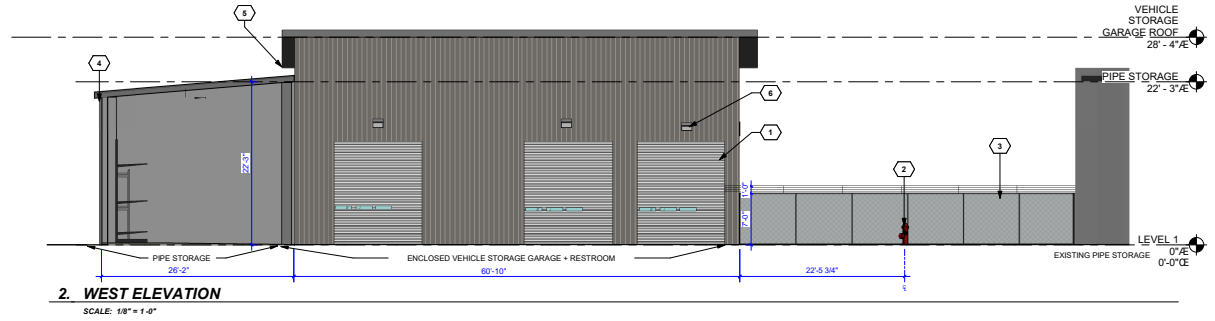 VEHICLE
STORAGE
GARAGE ROOF
28' - 4"Æ
5
4
PIPE STORAGE
22' - 3"Æ
6
1
2
3
22'-3"
1'-0"
7'-0"
LEVEL 1
0"Æ
0'-0"Œ
EXISTING PIPE STORAGE
PIPE STORAGE
ENCLOSED VEHICLE STORAGE GARAGE + RESTROOM
26'-2"
60'-10"
22'-5 3/4"
2. WEST ELEVATION
SCALE: 1/8" = 1'-0"